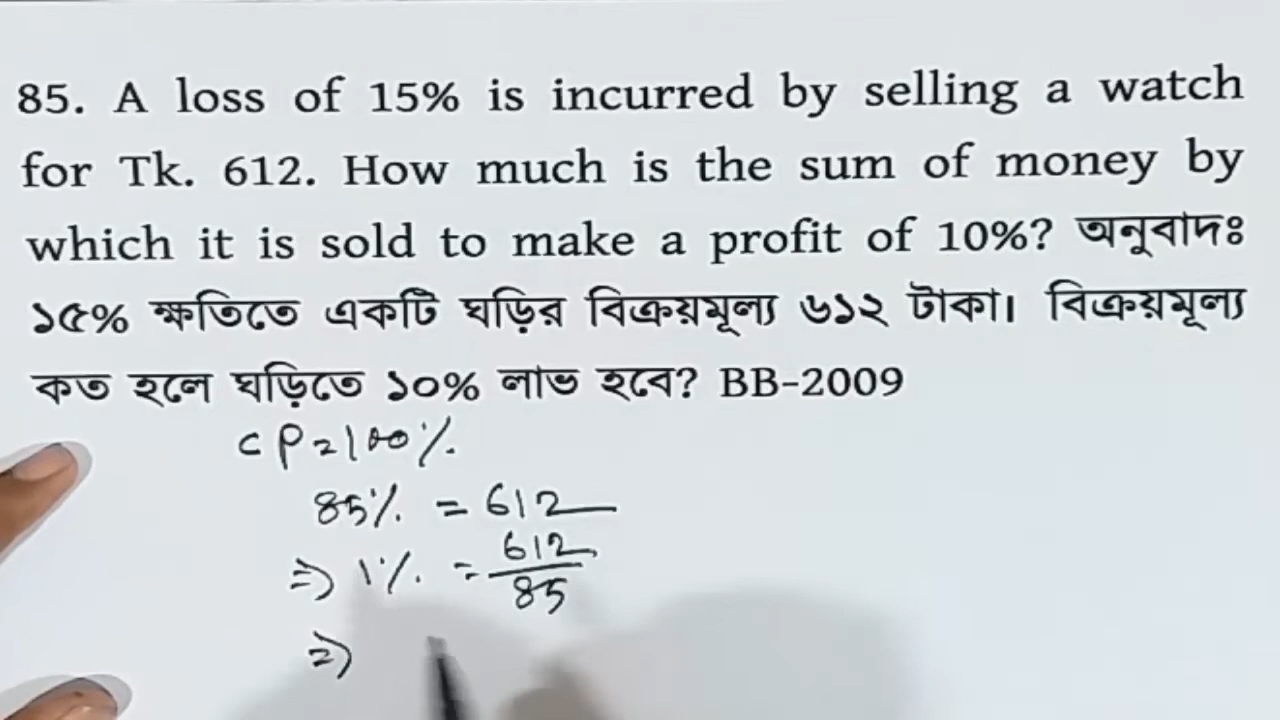 85. A loss of 15% is incurred by selling a watch
for Tk. 612. How much is the sum of money by
which it is sold to make a profit of 10%? অনুবাদঃ
১৫% ক্ষতিতে একটি ঘড়ির বিক্রয়মূল্য ৬১২ টাকা। বিক্রয়মূল্য
কত হলে ঘড়িতে ১০% লাভ হবে? BB-2009
CP=100%
85% = 612
⇒ 1% = 612/85
⇒